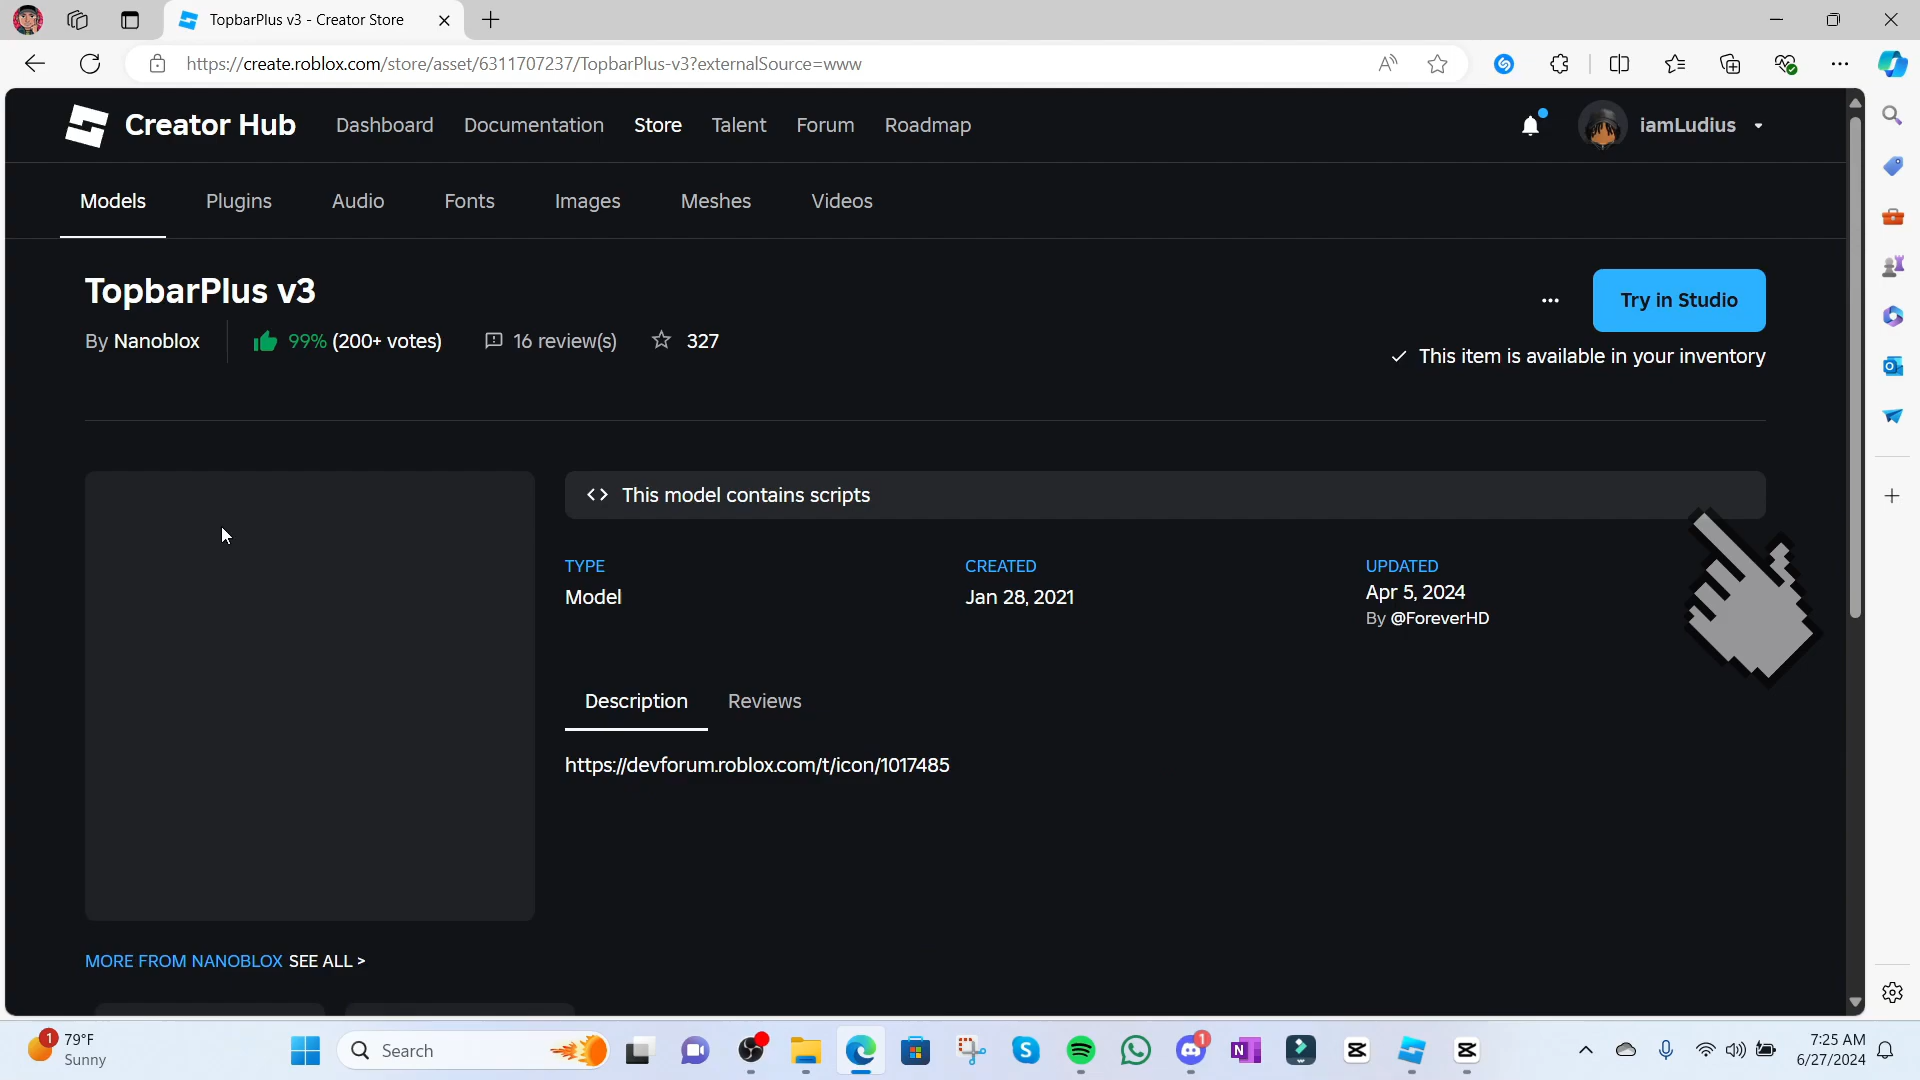 TopbarPlus v3 - Creator Store
https://create.roblox.com/store/asset/6311707237/TopbarPlus-v3?externalSource=www
Creator Hub
Dashboard
Documentation
Store
Talent
Forum
Roadmap
iamLudius
Models
Plugins
Audio
Fonts
Images
Meshes
Videos
TopbarPlus v3
Try in Studio
By Nanoblox
99% (200+ votes)
16 review(s)
327
This item is available in your inventory
<> This model contains scripts
TYPE
Model
CREATED
Jan 28, 2021
UPDATED
Apr 5, 2024
By @ForeverHD
Description
Reviews
https://devforum.roblox.com/t/icon/1017485
MORE FROM NANOBLOX SEE ALL >
1
79°F
Sunny
Search
1
7:25 AM
6/27/2024